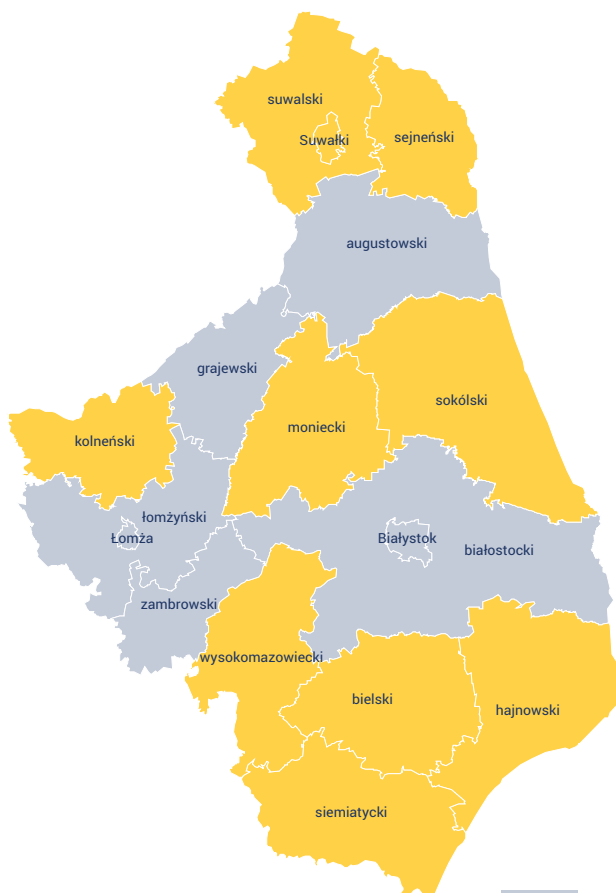 suwalski
Suwałki
sejneński
augustowski
grajewski
sokólski
moniecki
kolneński
łomżyński
Łomża
Białystok
białostocki
zambrowski
wysokomazowiecki
bielski
hajnowski
siemiatycki